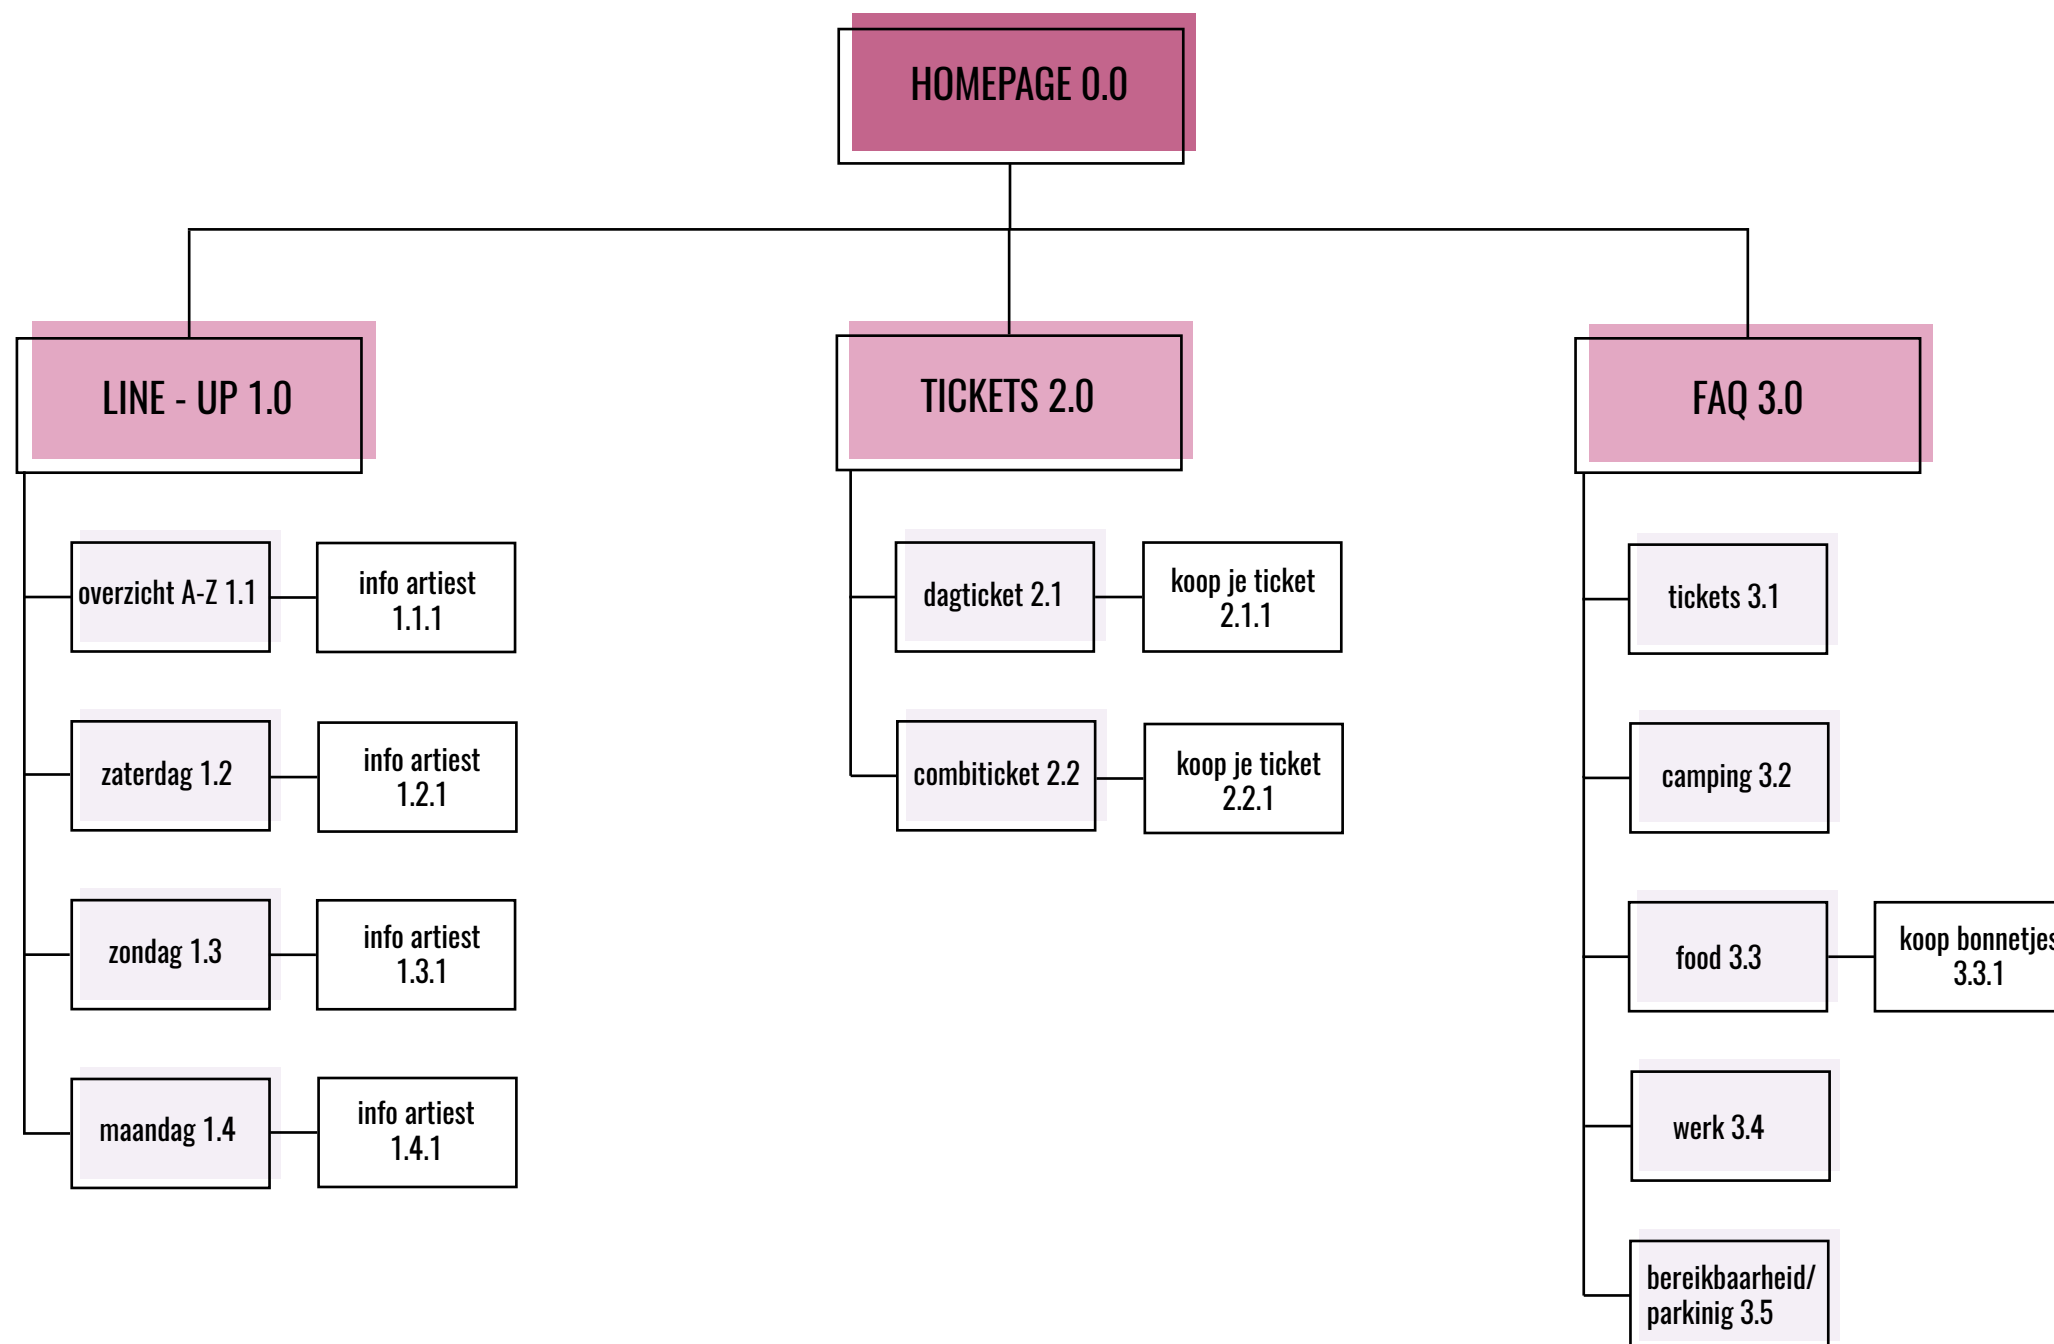 HOMEPAGE 0.0
LINE - UP 1.0
TICKETS 2.0
FAQ 3.0
overzicht A-Z 1.1
info artiest
1.1.1
zaterdag 1.2
info artiest
1.2.1
zondag 1.3
info artiest
1.3.1
maandag 1.4
info artiest
1.4.1
dagticket 2.1
koop je ticket
2.1.1
combiticket 2.2
koop je ticket
2.2.1
tickets 3.1
camping 3.2
food 3.3
koop bonnetjes
3.3.1
werk 3.4
bereikbaarheid/
parkinig 3.5